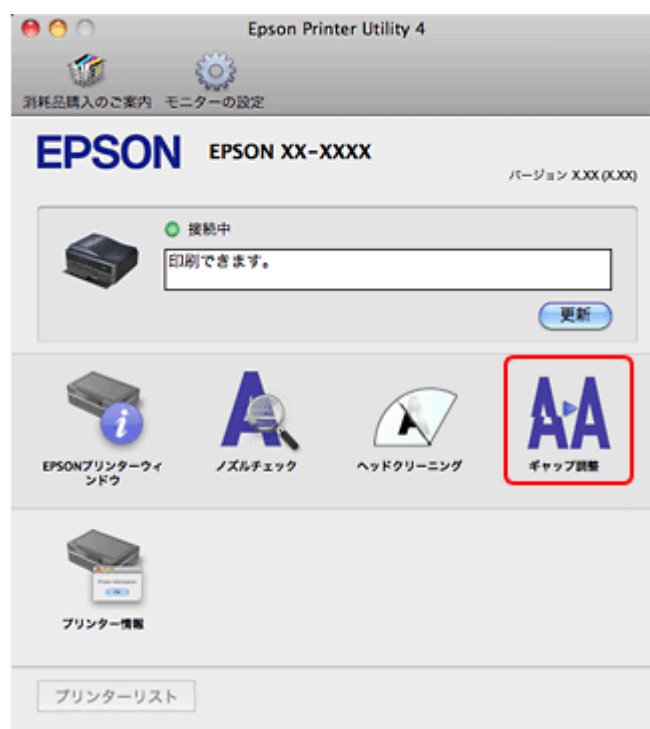 Epson Printer Utility 4
消耗品購入のご案内 モニターの設定
EPSON EPSON XX-XXXX
バージョン X.XX (X.XX)
接続中
印刷できます。
更新
EPSONプリンターウィ
ンドウ
ノズルチェック
ヘッドクリーニング
ギャップ調整
プリンター情報
プリンターリスト